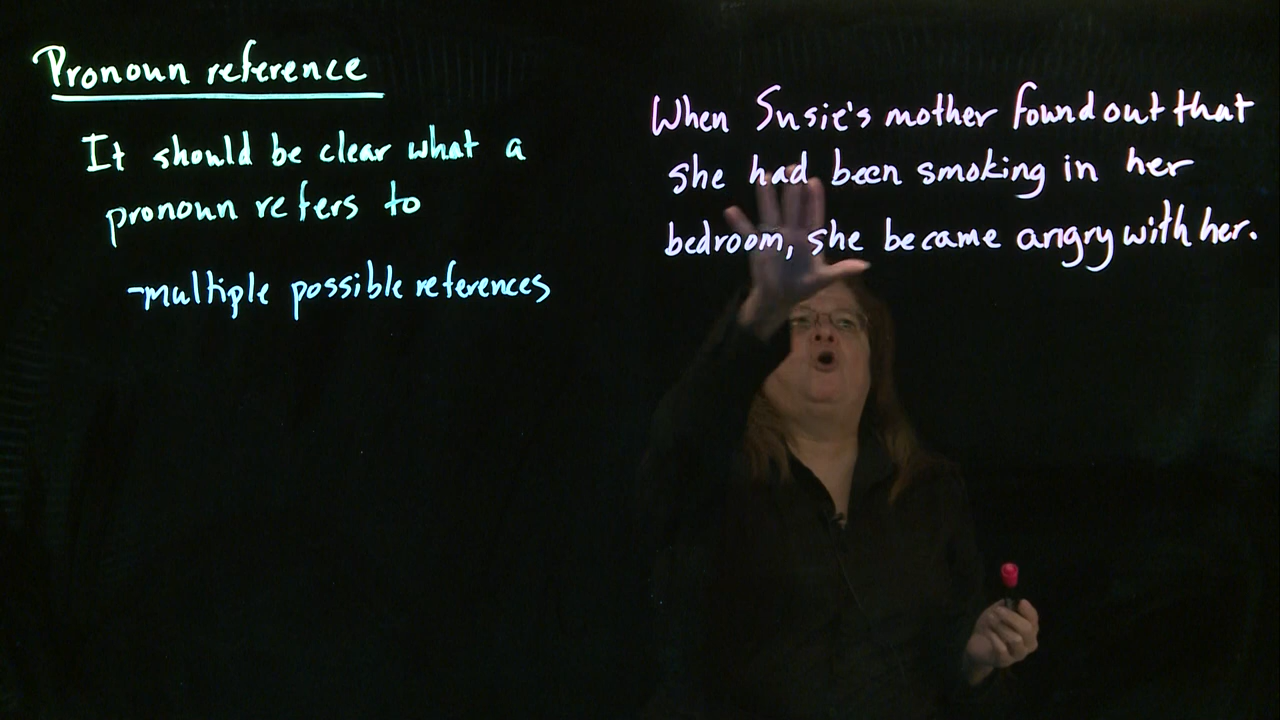 Pronoun reference
It should be clear what a
pronoun refers to
-multiple possible references
When Susie's mother found out that
she had been smoking in her
bedroom, she became angry with her.